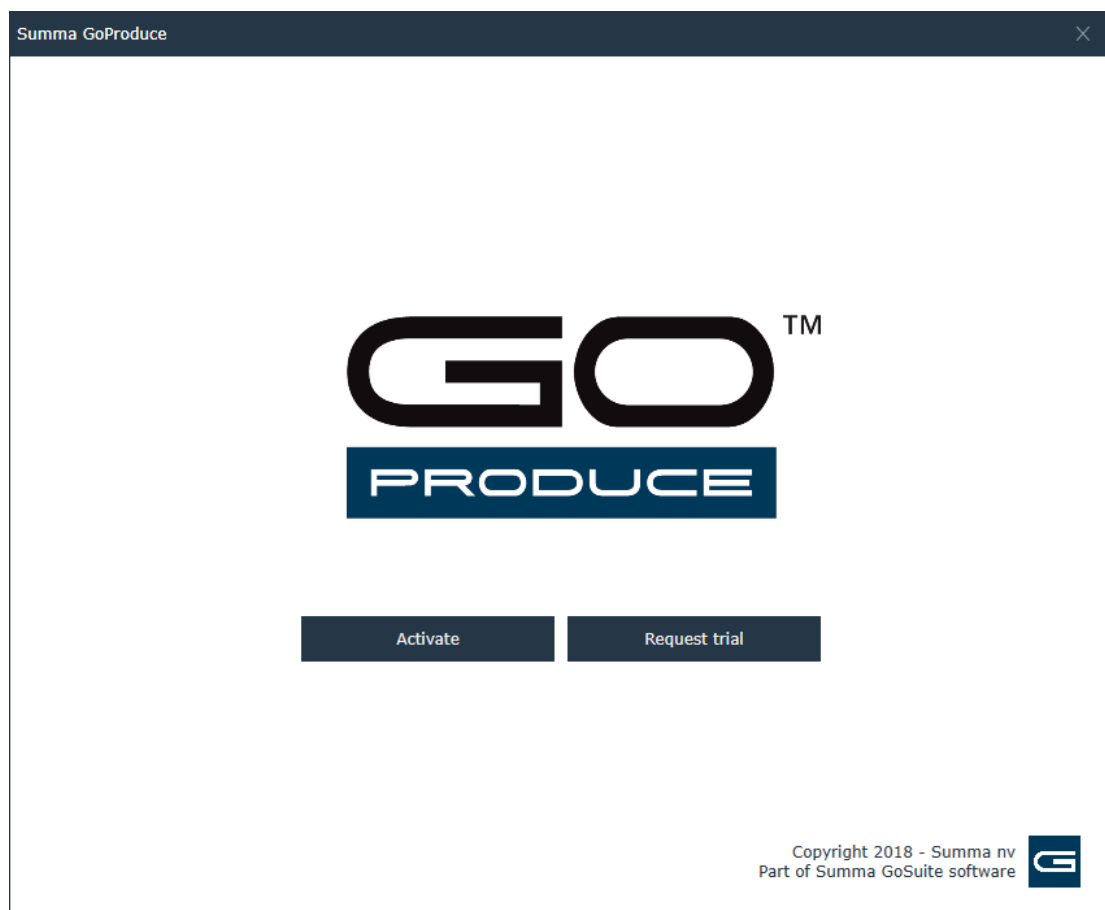 Summa GoProduce
GO™
PRODUCE
Activate
Request trial
Copyright 2018 - Summa nv
Part of Summa GoSuite software
G